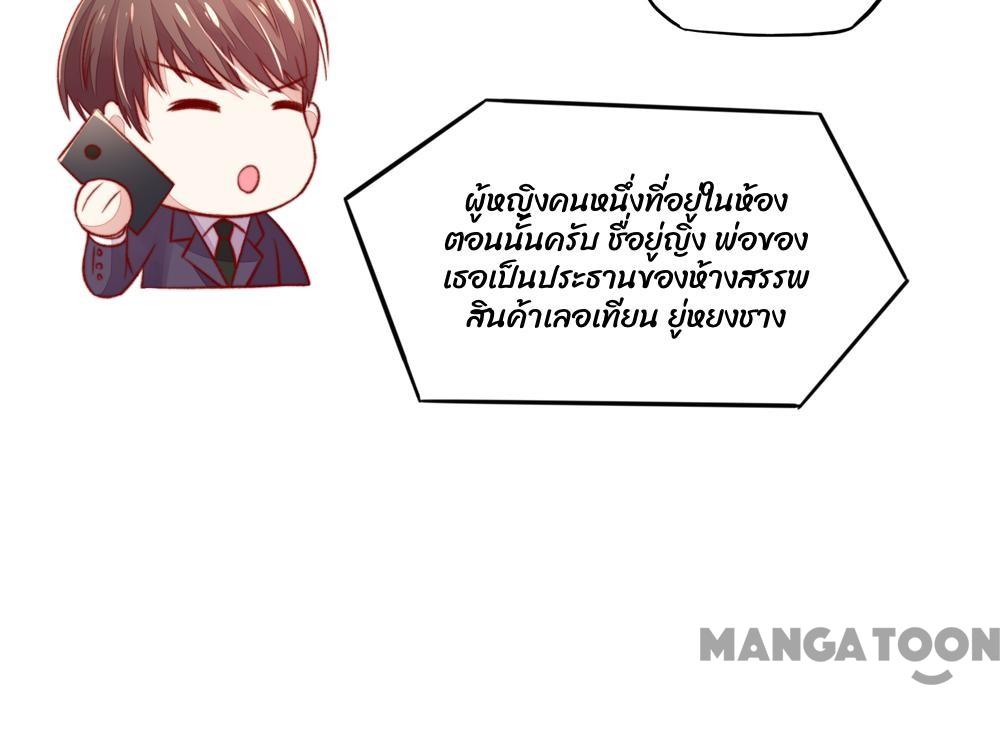 ผู้หญิงคนหนึ่งที่อยู่ในห้อง
ตอนนั้นครับ ชื่อยู่ญิง พ่อของ
เธอเป็นประธานของห้างสรรพ
สินค้าเลอเทียน ยู่หยงชาง
MANGATOON